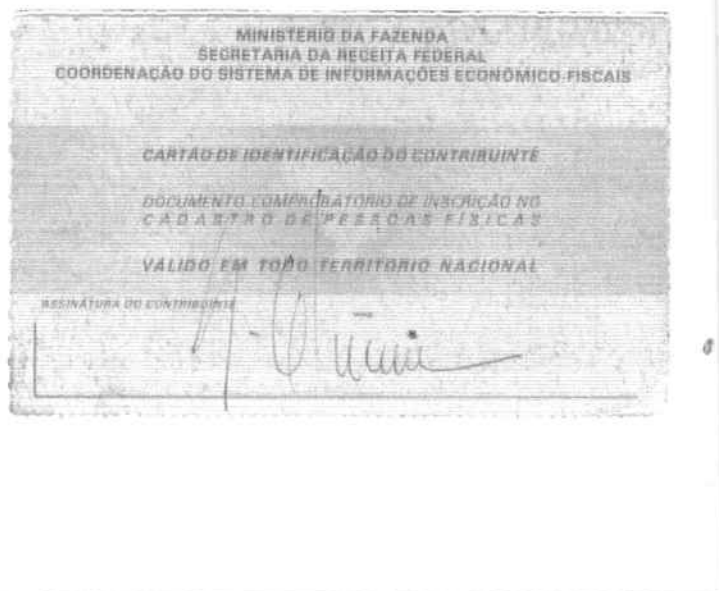 MINISTÉRIO DA FAZENDA
SECRETARIA DA RECEITA FEDERAL
COORDENAÇÃO DO SISTEMA DE INFORMAÇÕES ECONÔMICO-FISCAIS
CARTÃO DE IDENTIFICAÇÃO DO CONTRIBUINTE
DOCUMENTO COMPROBATÓRIO DE INSCRIÇÃO NO
CADASTRO DE PESSOAS FÍSICAS
VÁLIDO EM TODO TERRITÓRIO NACIONAL
ASSINATURA DO CONTRIBUINTE